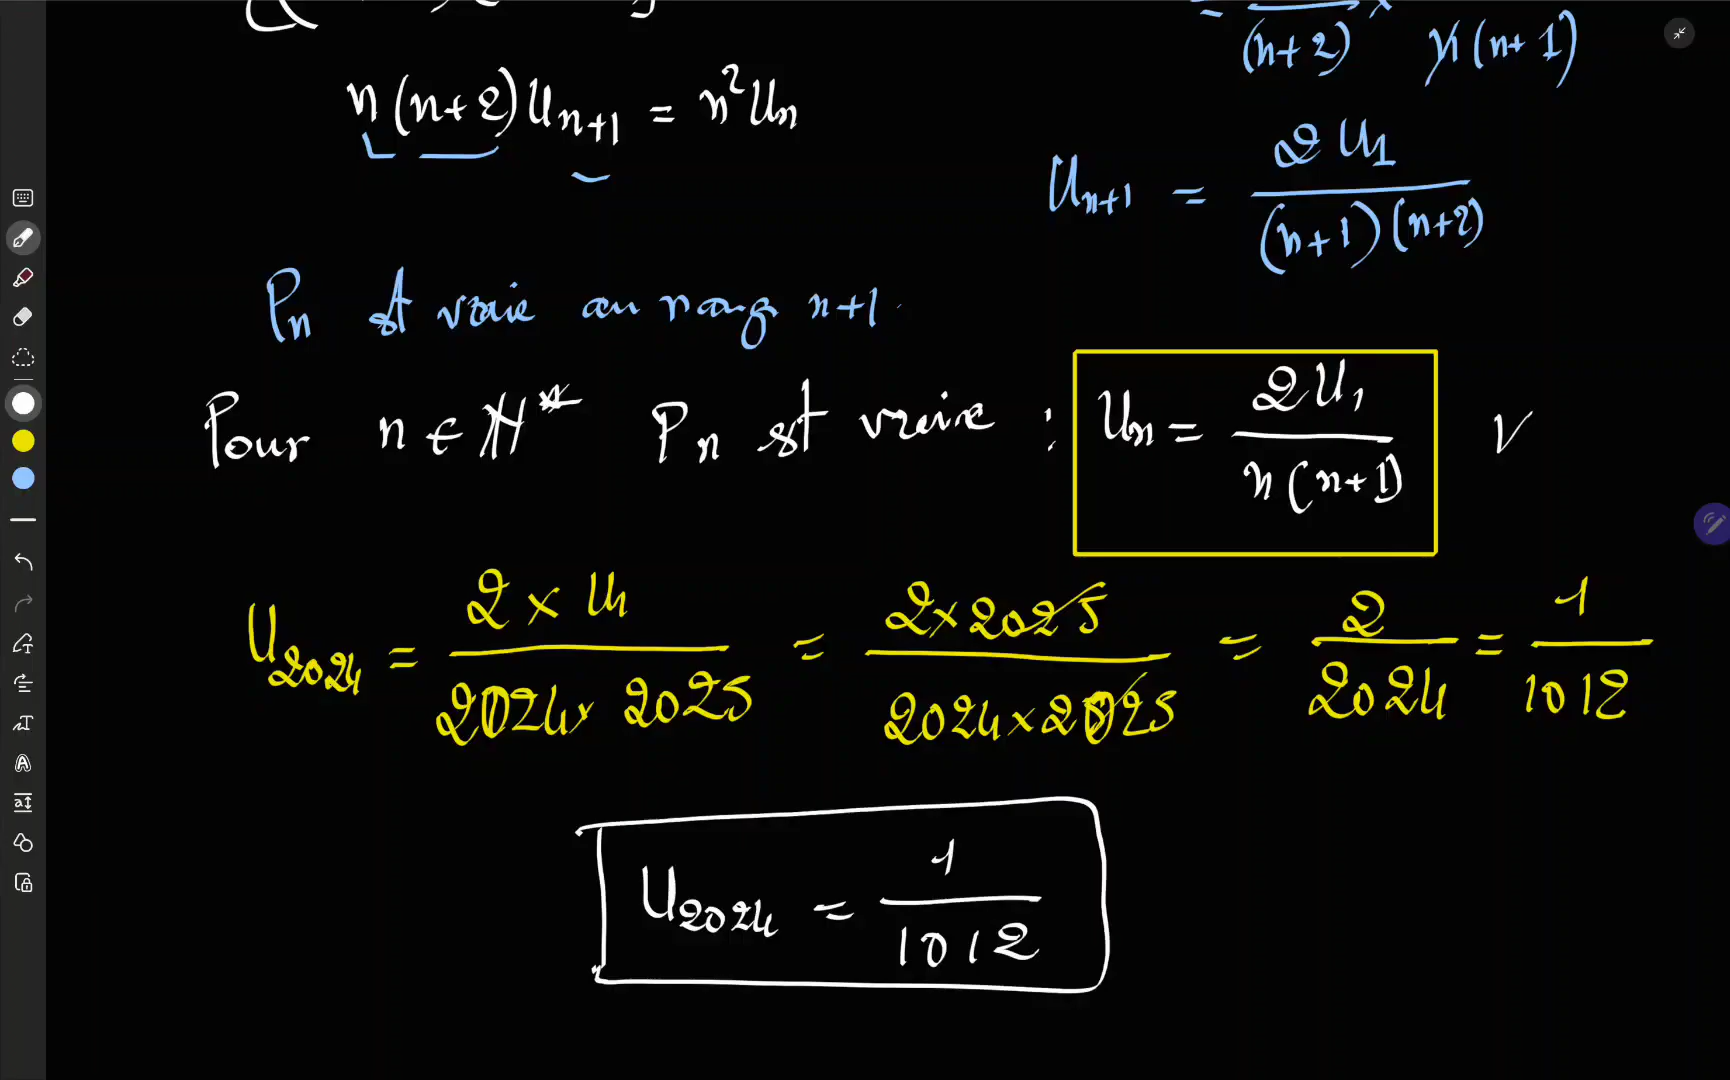 = (n+2) × n(n+1)
n(n+2)Un+1 = n²Un
Un+1 = 2U1 / (n+1)(n+2)
Pn est vraie au rang n+1.
Pour n ∈ N* Pn est vraie : Un = 2U1 / n(n+1) V
U2024 = 2 × U1 / 2024 × 2025 = 2 × 2025 / 2024 × 2025 = 2 / 2024 = 1 / 1012
U2024 = 1 / 1012